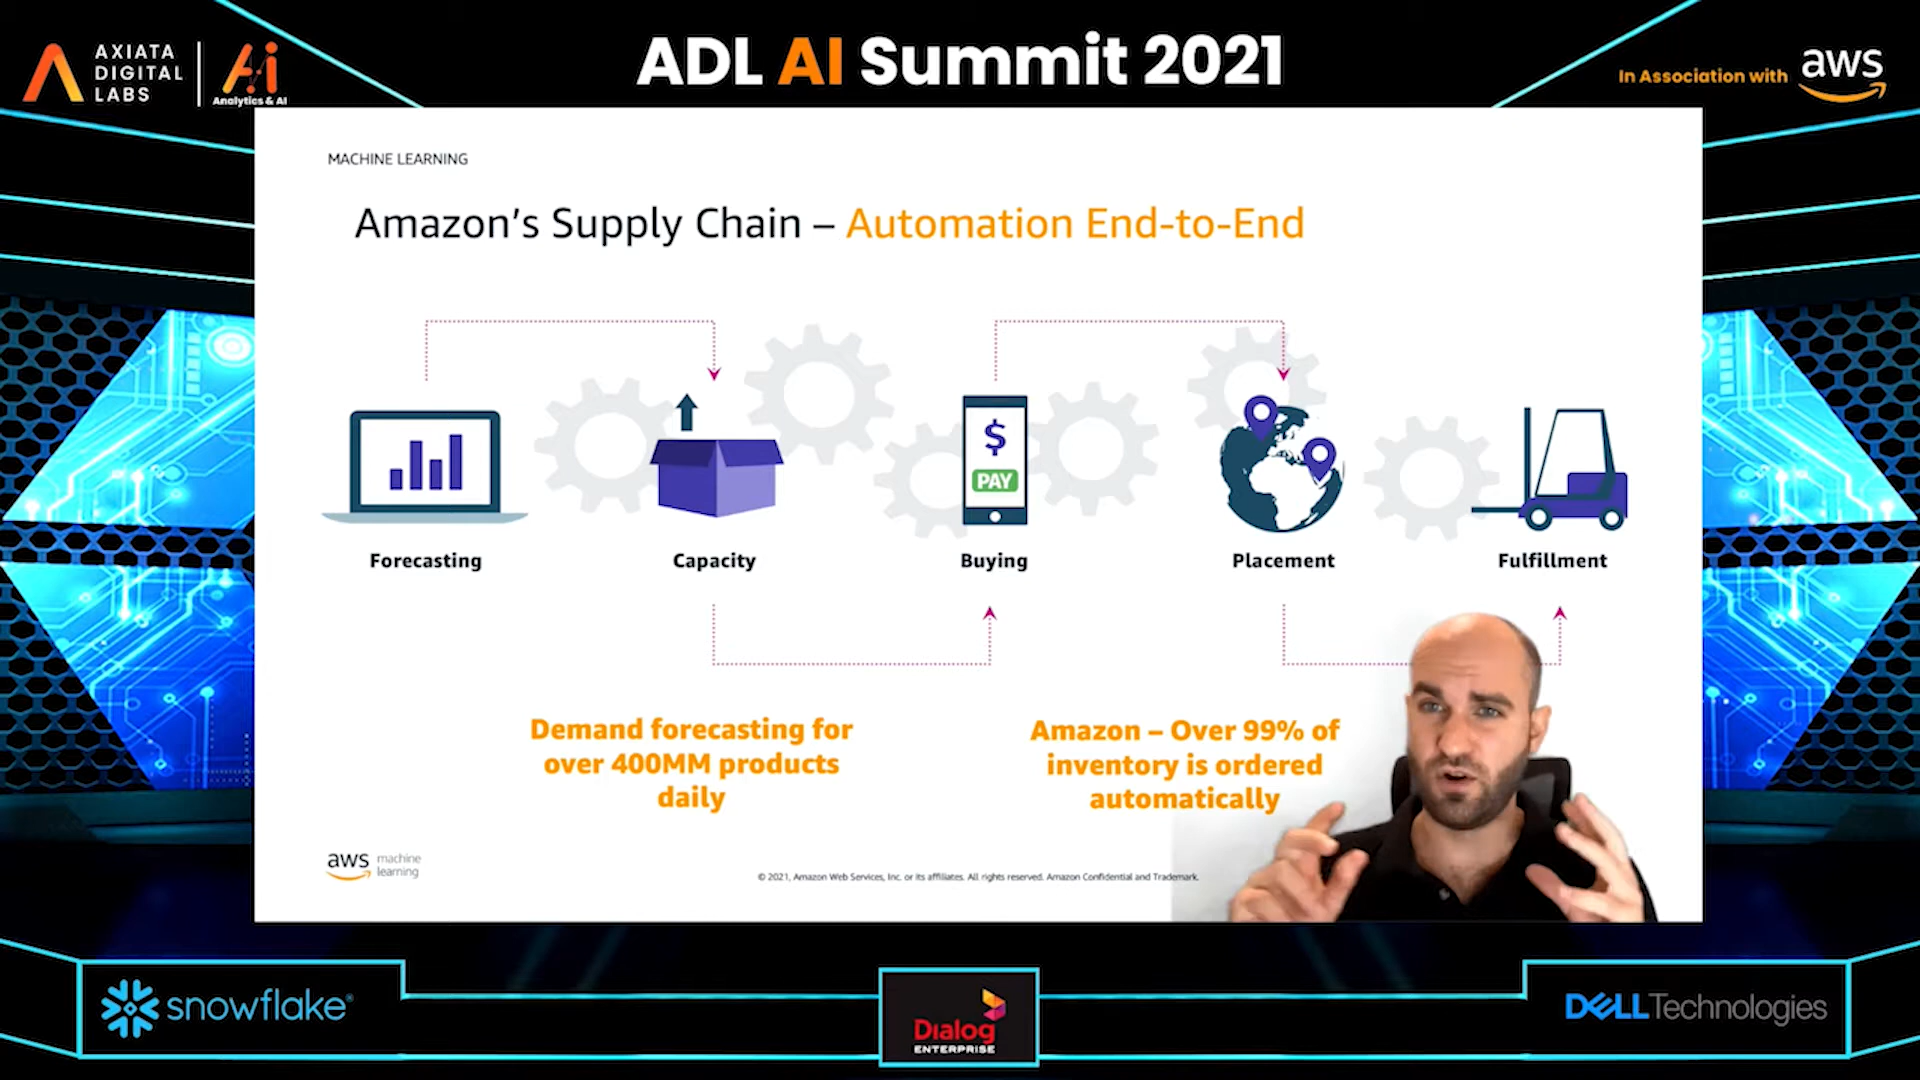 AXIATA
DIGITAL
LABS
Ai
Analytics & AI
ADL AI Summit 2021
In Association with
aws
MACHINE LEARNING
Amazon’s Supply Chain – Automation End-to-End
$
PAY
Forecasting
Capacity
Buying
Placement
Fulfillment
Demand forecasting for
over 400MM products
daily
Amazon – Over 99% of
inventory is ordered
automatically
aws
machine
learning
© 2021, Amazon Web Services, Inc. or its affiliates. All rights reserved. Amazon Confidential and Trademark.
snowflake®
Dialog
ENTERPRISE
DELL Technologies